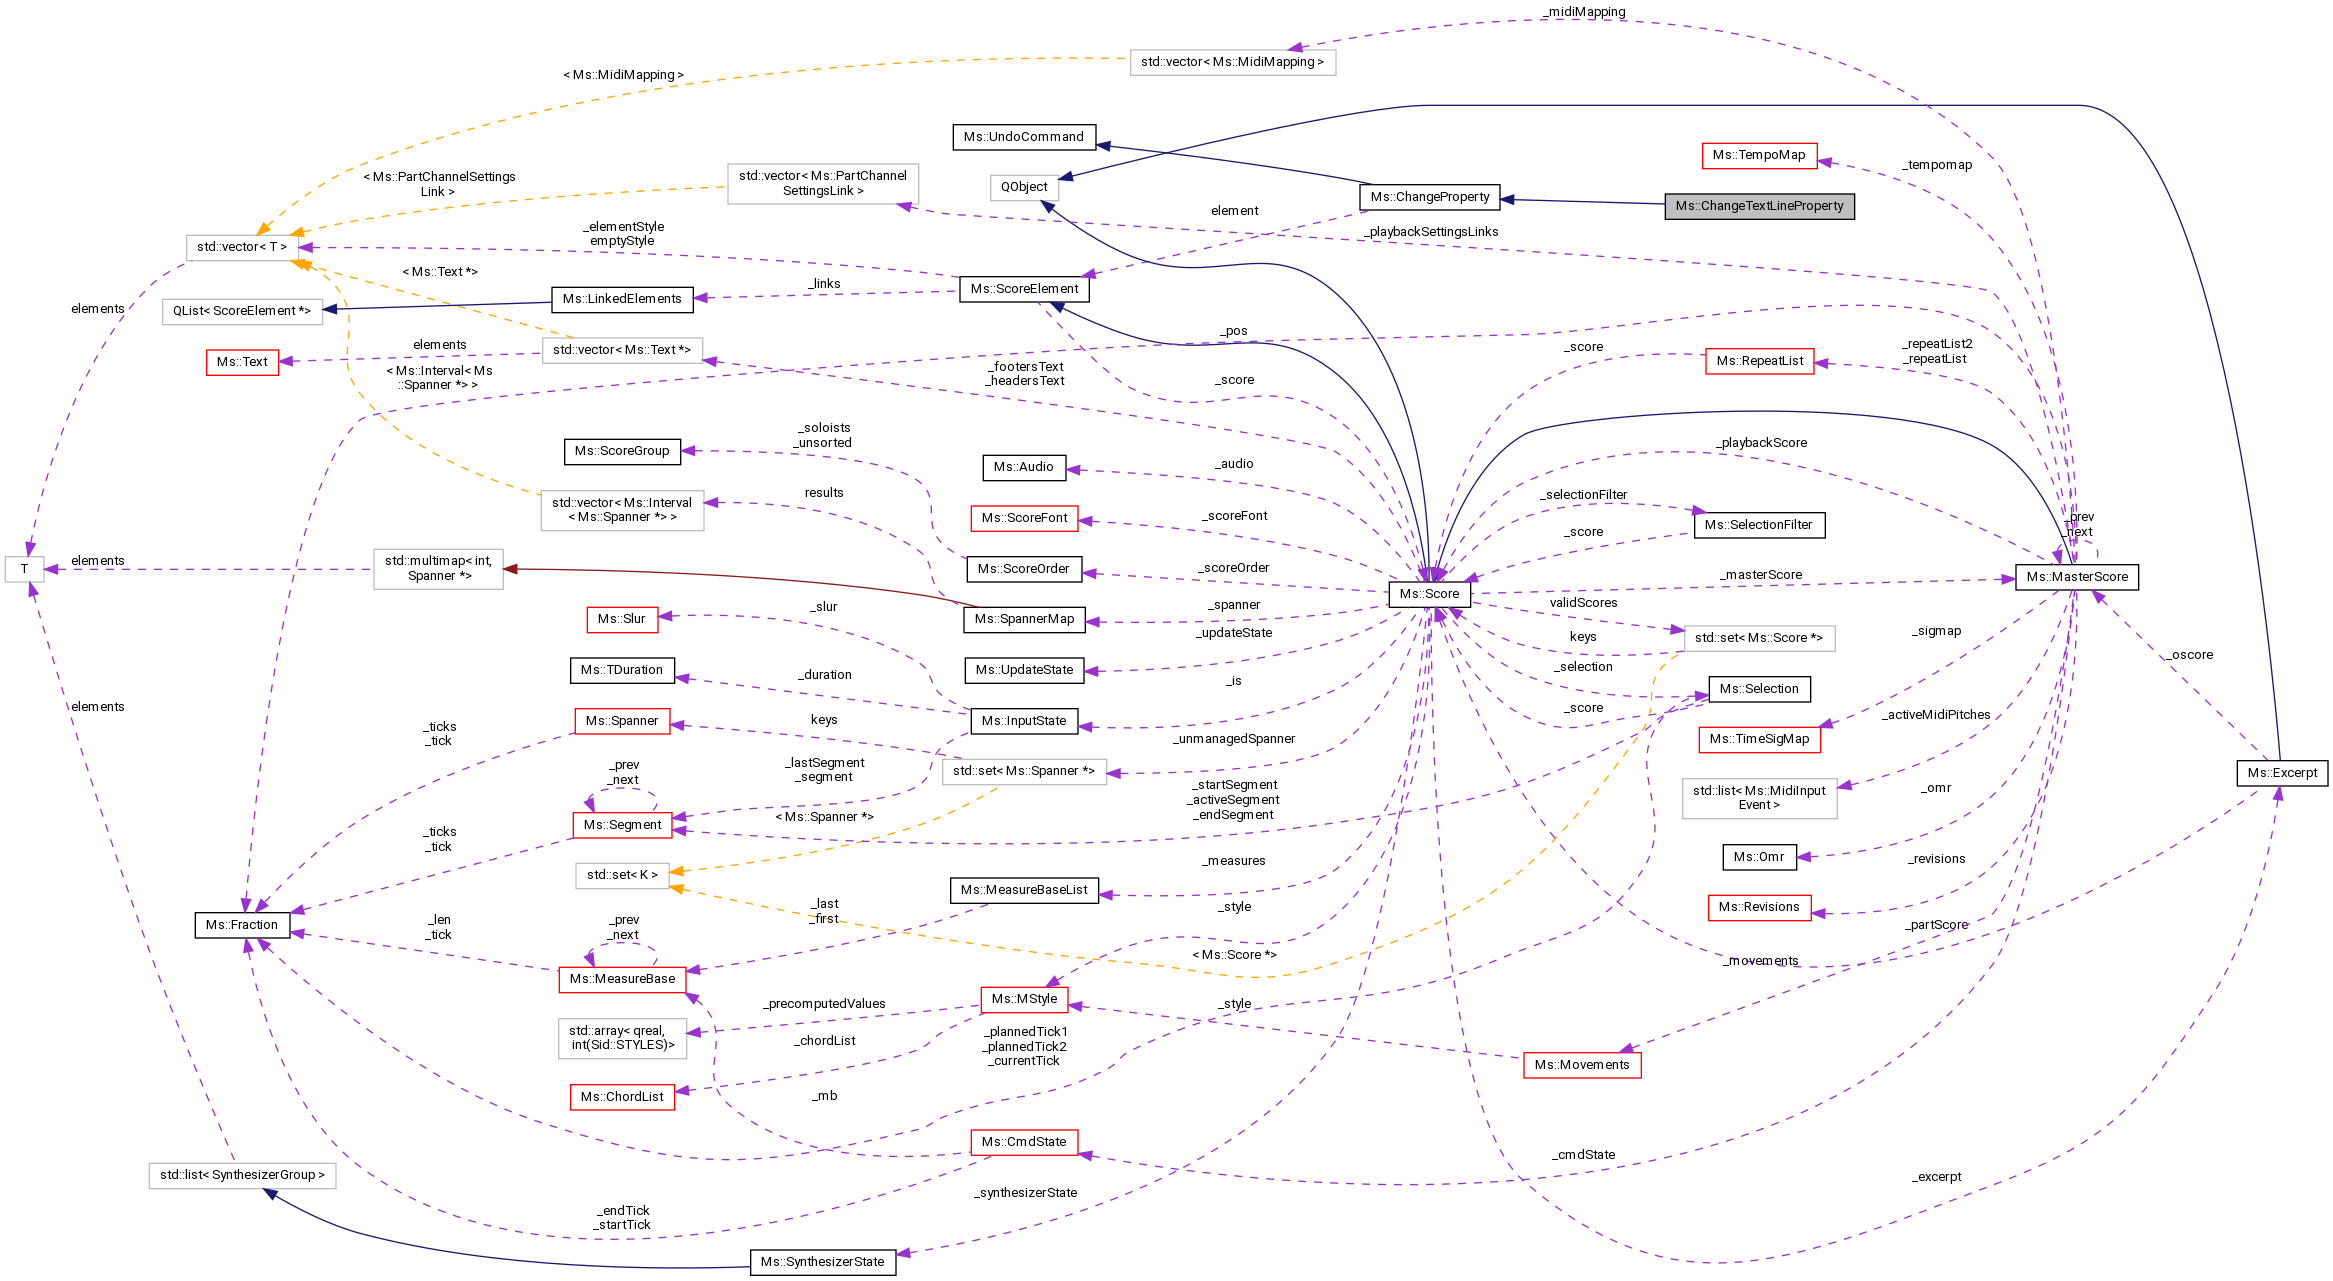 _midiMapping
std::vector< Ms::MidiMapping >
< Ms::MidiMapping >
Ms::UndoCommand
Ms::TempoMap
_tempomap
< Ms::PartChannelSettings
Link >
std::vector< Ms::PartChannel
SettingsLink >
QObject
Ms::ChangeProperty
Ms::ChangeTextLineProperty
element
_playbackSettingsLinks
std::vector< T >
_elementStyle
emptyStyle
< Ms::Text *>
elements
QList< ScoreElement *>
Ms::LinkedElements
_links
Ms::ScoreElement
_pos
Ms::Text
elements
std::vector< Ms::Text *>
< Ms::Interval< Ms
::Spanner *> >
_footersText
_headersText
_score
_score
Ms::RepeatList
_repeatList2
_repeatList
_soloists
_unsorted
Ms::ScoreGroup
Ms::Audio
_audio
_playbackScore
results
std::vector< Ms::Interval
< Ms::Spanner *> >
Ms::ScoreFont
_scoreFont
_selectionFilter
Ms::SelectionFilter
_score
_prev
_next
T
elements
std::multimap< int,
Spanner *>
Ms::ScoreOrder
_scoreOrder
Ms::Score
_masterScore
Ms::MasterScore
Ms::Slur
_slur
Ms::SpannerMap
_spanner
validScores
std::set< Ms::Score *>
keys
_sigmap
_oscore
Ms::TDuration
_duration
Ms::UpdateState
_updateState
_selection
Ms::Selection
_is
_score
elements
Ms::Spanner
keys
Ms::InputState
_ticks
_tick
_unmanagedSpanner
_activeMidiPitches
Ms::TimeSigMap
_prev
_next
_lastSegment
_segment
std::set< Ms::Spanner *>
Ms::Excerpt
_startSegment
_activeSegment
_endSegment
std::list< Ms::MidiInput
Event >
_omr
Ms::Segment
< Ms::Spanner *>
_ticks
_tick
std::set< K >
_measures
Ms::Omr
_revisions
Ms::MeasureBaseList
_last
_first
_style
Ms::Revisions
_partScore
Ms::Fraction
_len
_tick
_prev
_next
< Ms::Score *>
_movements
Ms::MeasureBase
_precomputedValues
Ms::MStyle
_style
std::array< qreal,
int(Sid::STYLES)>
_chordList
_plannedTick1
_plannedTick2
_currentTick
Ms::Movements
Ms::ChordList
_mb
Ms::CmdState
_cmdState
std::list< SynthesizerGroup >
_synthesizerState
_excerpt
_endTick
_startTick
Ms::SynthesizerState